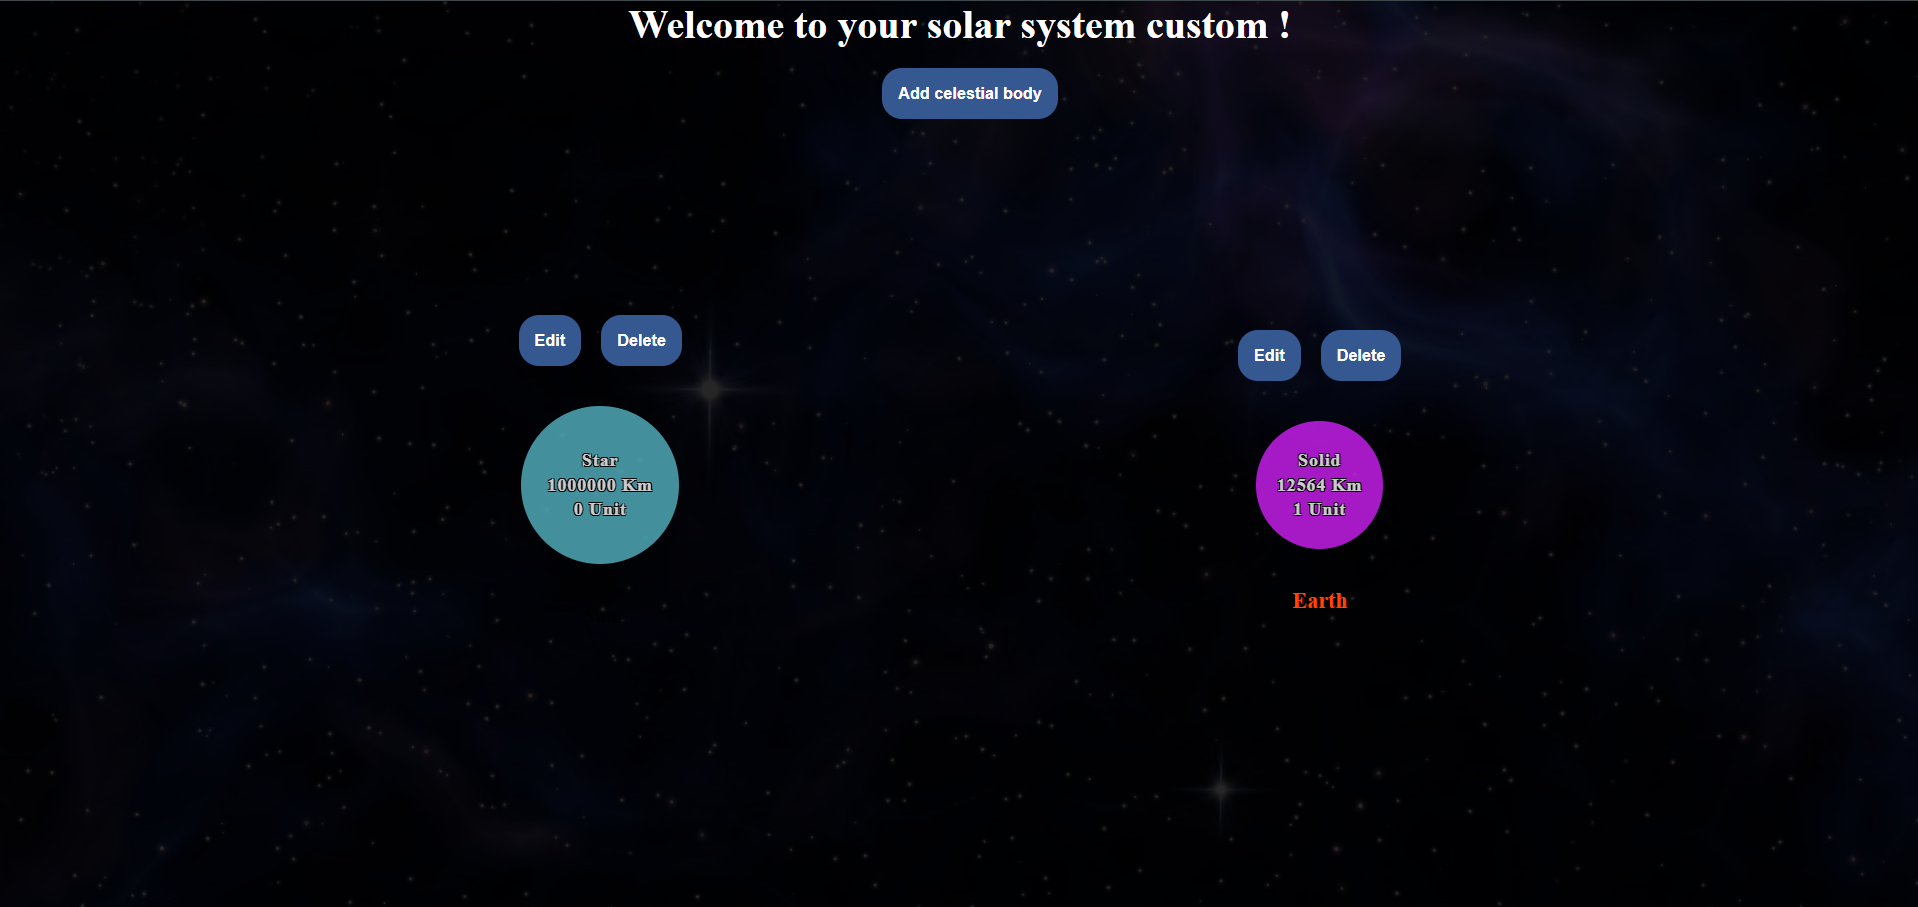 Welcome to your solar system custom !
Add celestial body
Edit Delete
Star
1000000 Km
0 Unit
Edit Delete
Solid
12564 Km
1 Unit
Earth